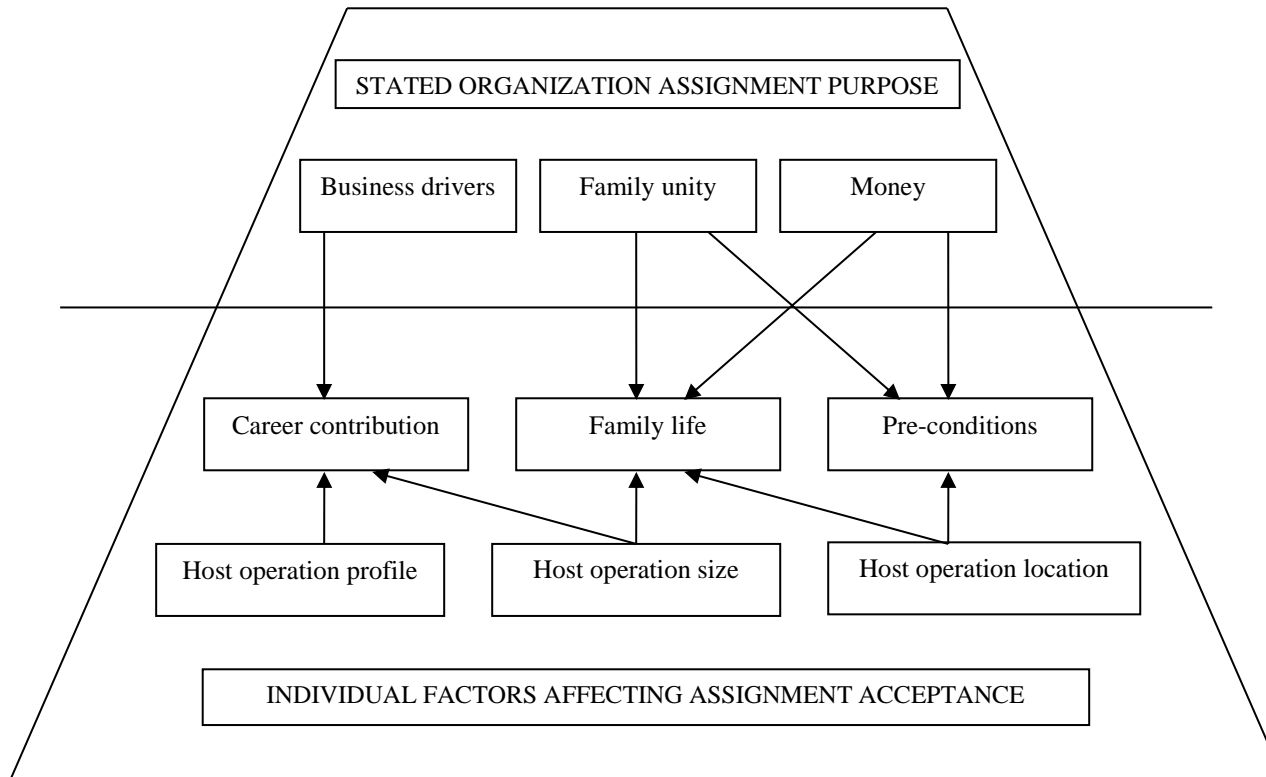 STATED ORGANIZATION ASSIGNMENT PURPOSE
Business drivers
Family unity
Money
Career contribution
Family life
Pre-conditions
Host operation profile
Host operation size
Host operation location
INDIVIDUAL FACTORS AFFECTING ASSIGNMENT ACCEPTANCE